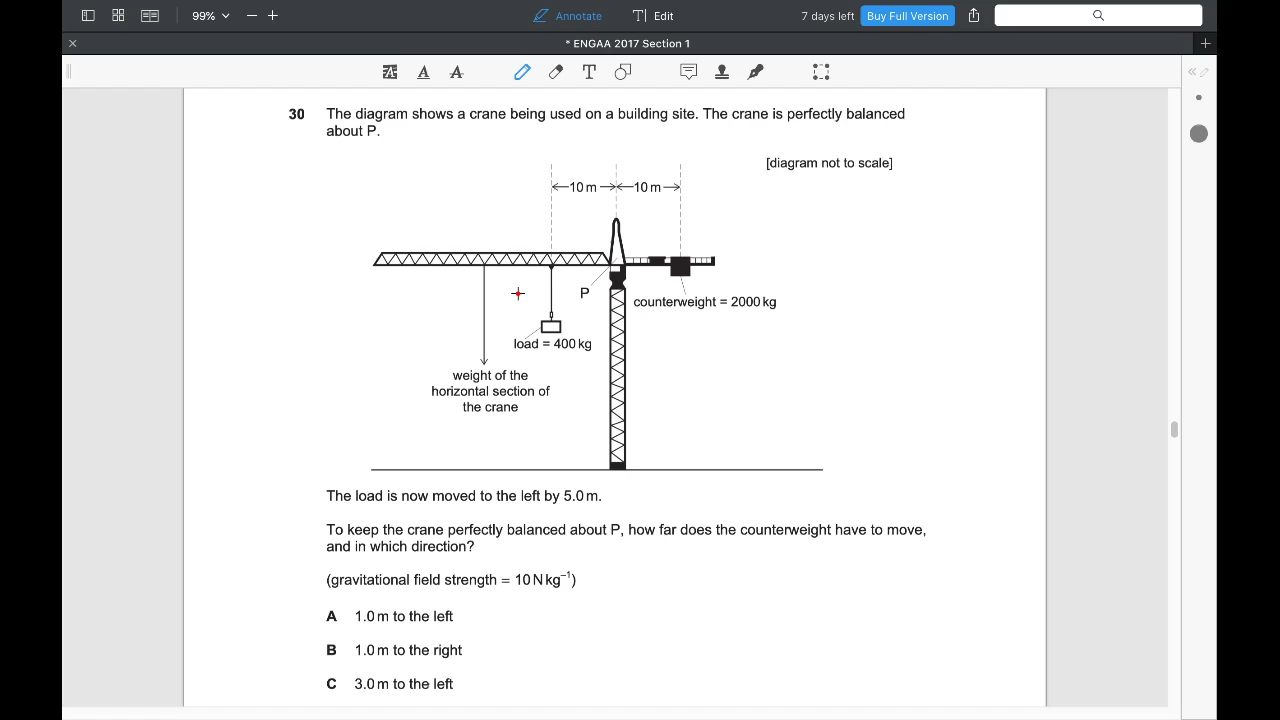 99%
Annotate
Edit
7 days left
Buy Full Version
* ENGAA 2017 Section 1
30 The diagram shows a crane being used on a building site. The crane is perfectly balanced
about P.
[diagram not to scale]
10 m 10 m
P
counterweight = 2000 kg
load = 400 kg
weight of the
horizontal section of
the crane
The load is now moved to the left by 5.0 m.
To keep the crane perfectly balanced about P, how far does the counterweight have to move,
and in which direction?
(gravitational field strength = 10 N kg⁻¹)
A 1.0 m to the left
B 1.0 m to the right
C 3.0 m to the left